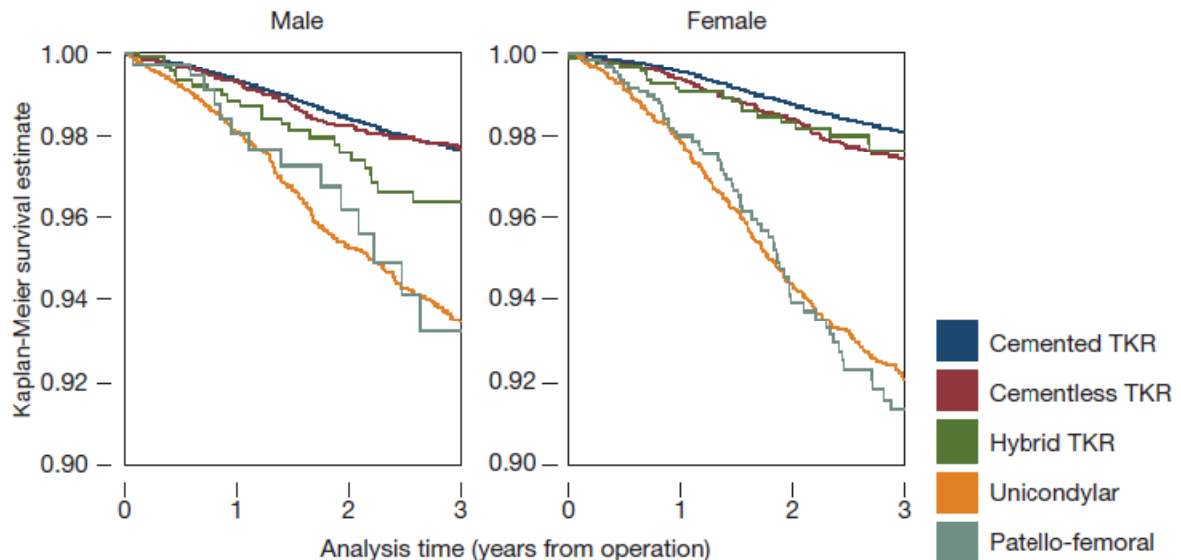 Male
Female
Kaplan-Meier survival estimate
1.00
0.98
0.96
0.94
0.92
0.90
0
1
2
3
1.00
0.98
0.96
0.94
0.92
0.90
0
1
2
3
Analysis time (years from operation)
Cemented TKR
Cementless TKR
Hybrid TKR
Unicondylar
Patello-femoral